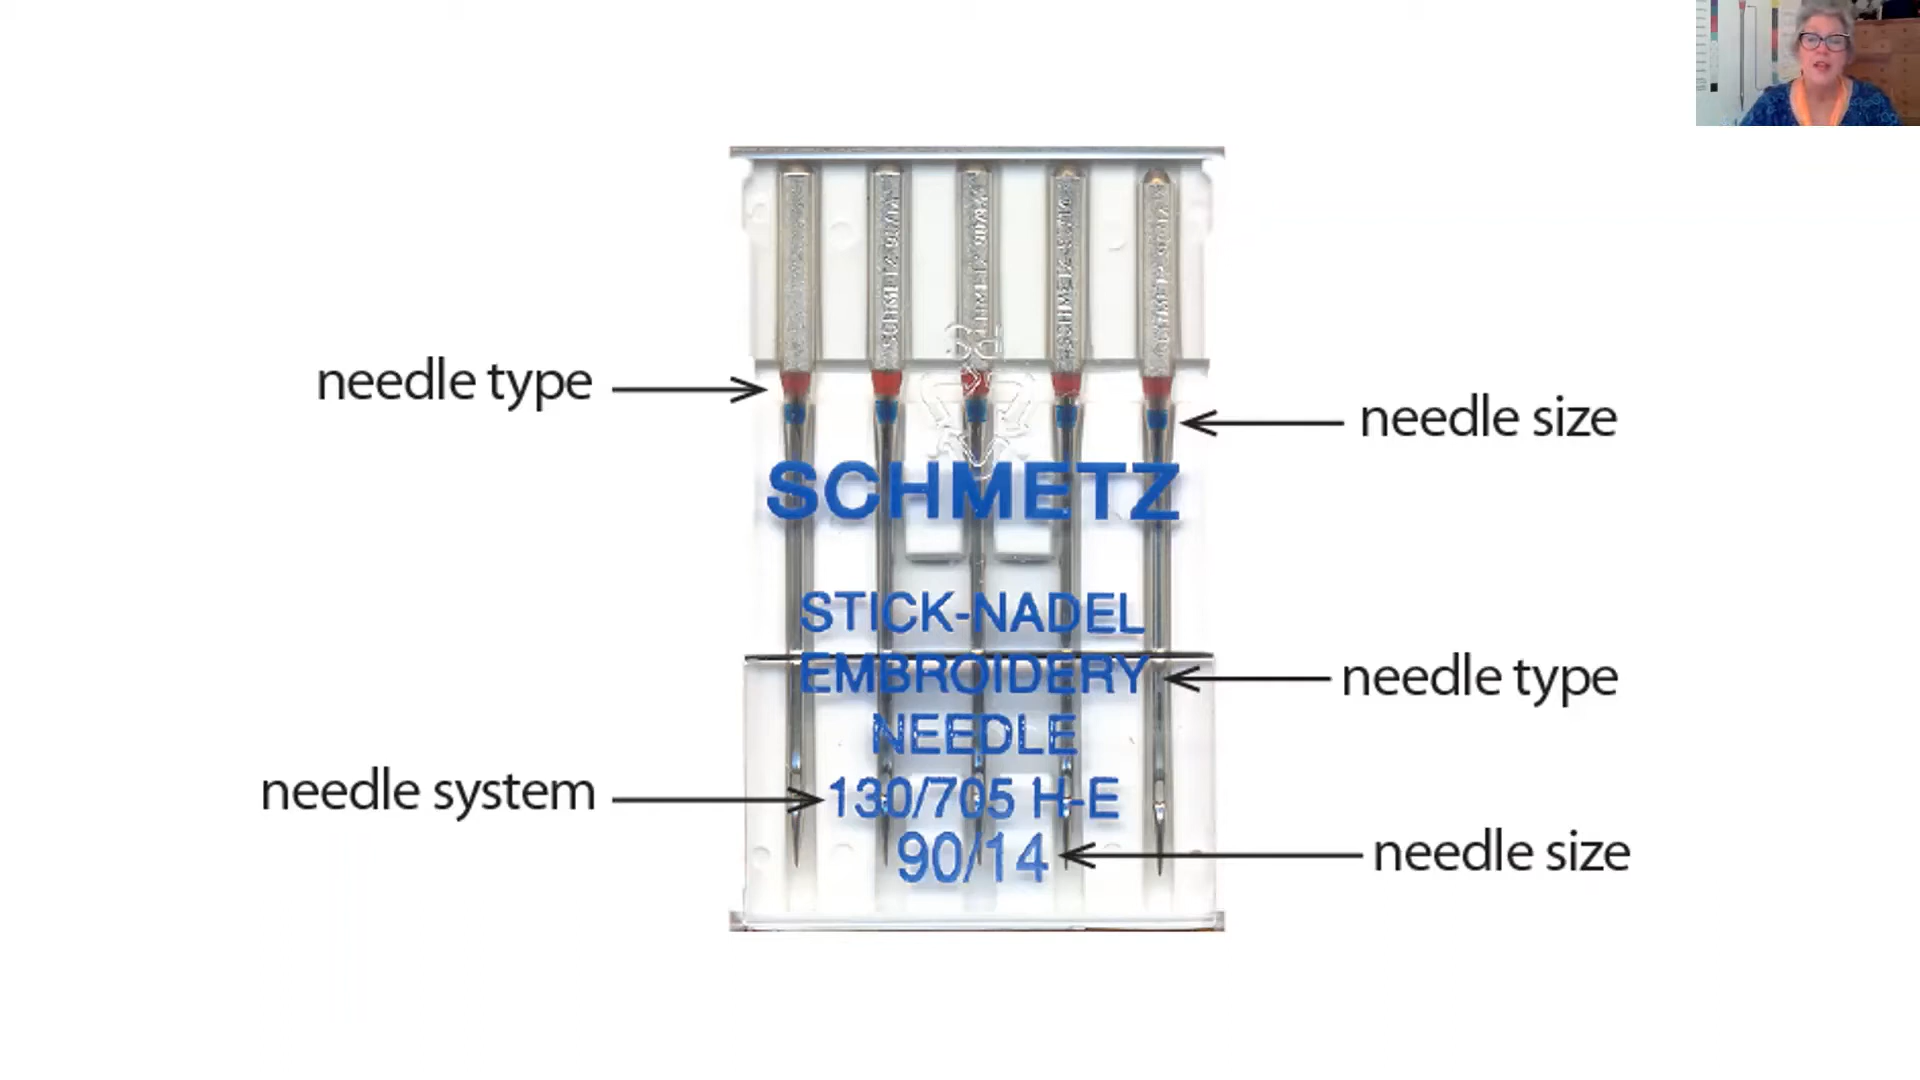 needle type
needle size
SCHMETZ
STICK-NADEL
EMBROIDERY
needle type
NEEDLE
needle system
130/705 H-E
90/14
needle size